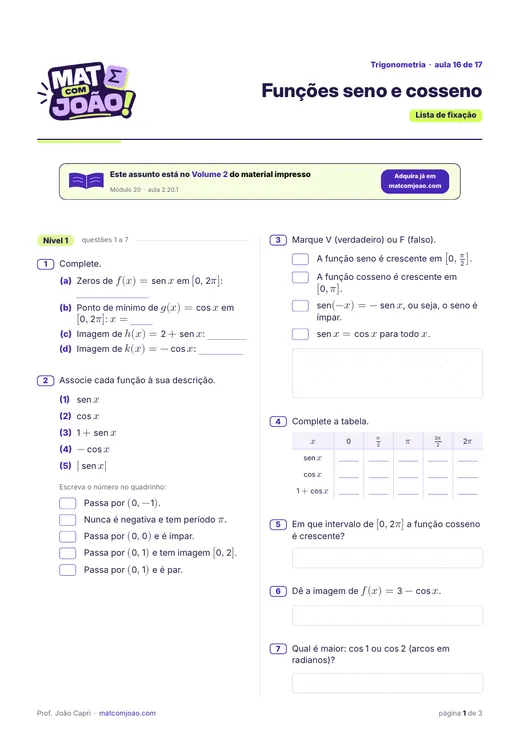 MAT
Σ
COM
JOÃO!
Trigonometria · aula 16 de 17
Funções seno e cosseno
Lista de fixação
Este assunto está no Volume 2 do material impresso
Módulo 20 · aula 2.20.1
Adquira já em
matcomjoao.com
Nível 1 questões 1 a 7
1 Complete.
(a) Zeros de f(x) = sen x em [0, 2π]:
(b) Ponto de mínimo de g(x) = cos x em
[0, 2π]: x = ____
(c) Imagem de h(x) = 2 + sen x: ____
(d) Imagem de k(x) = − cos x: ____
2 Associe cada função à sua descrição.
(1) sen x
(2) cos x
(3) 1 + sen x
(4) − cos x
(5) | sen x|
Escreva o número no quadrinho:
Passa por (0, −1).
Nunca é negativa e tem período π.
Passa por (0, 0) e é ímpar.
Passa por (0, 1) e tem imagem [0, 2].
Passa por (0, 1) e é par.
3 Marque V (verdadeiro) ou F (falso).
A função seno é crescente em [0, π/2].
A função cosseno é crescente em
[0, π].
sen(−x) = − sen x, ou seja, o seno é
ímpar.
sen x = cos x para todo x.
4 Complete a tabela.
x 0 π/2 π 3π/2 2π
sen x
cos x
1 + cos x
5 Em que intervalo de [0, 2π] a função cosseno
é crescente?
6 Dê a imagem de f(x) = 3 − cos x.
7 Qual é maior: cos 1 ou cos 2 (arcos em
radianos)?
Prof. João Capri · matcomjoao.com
página 1 de 3